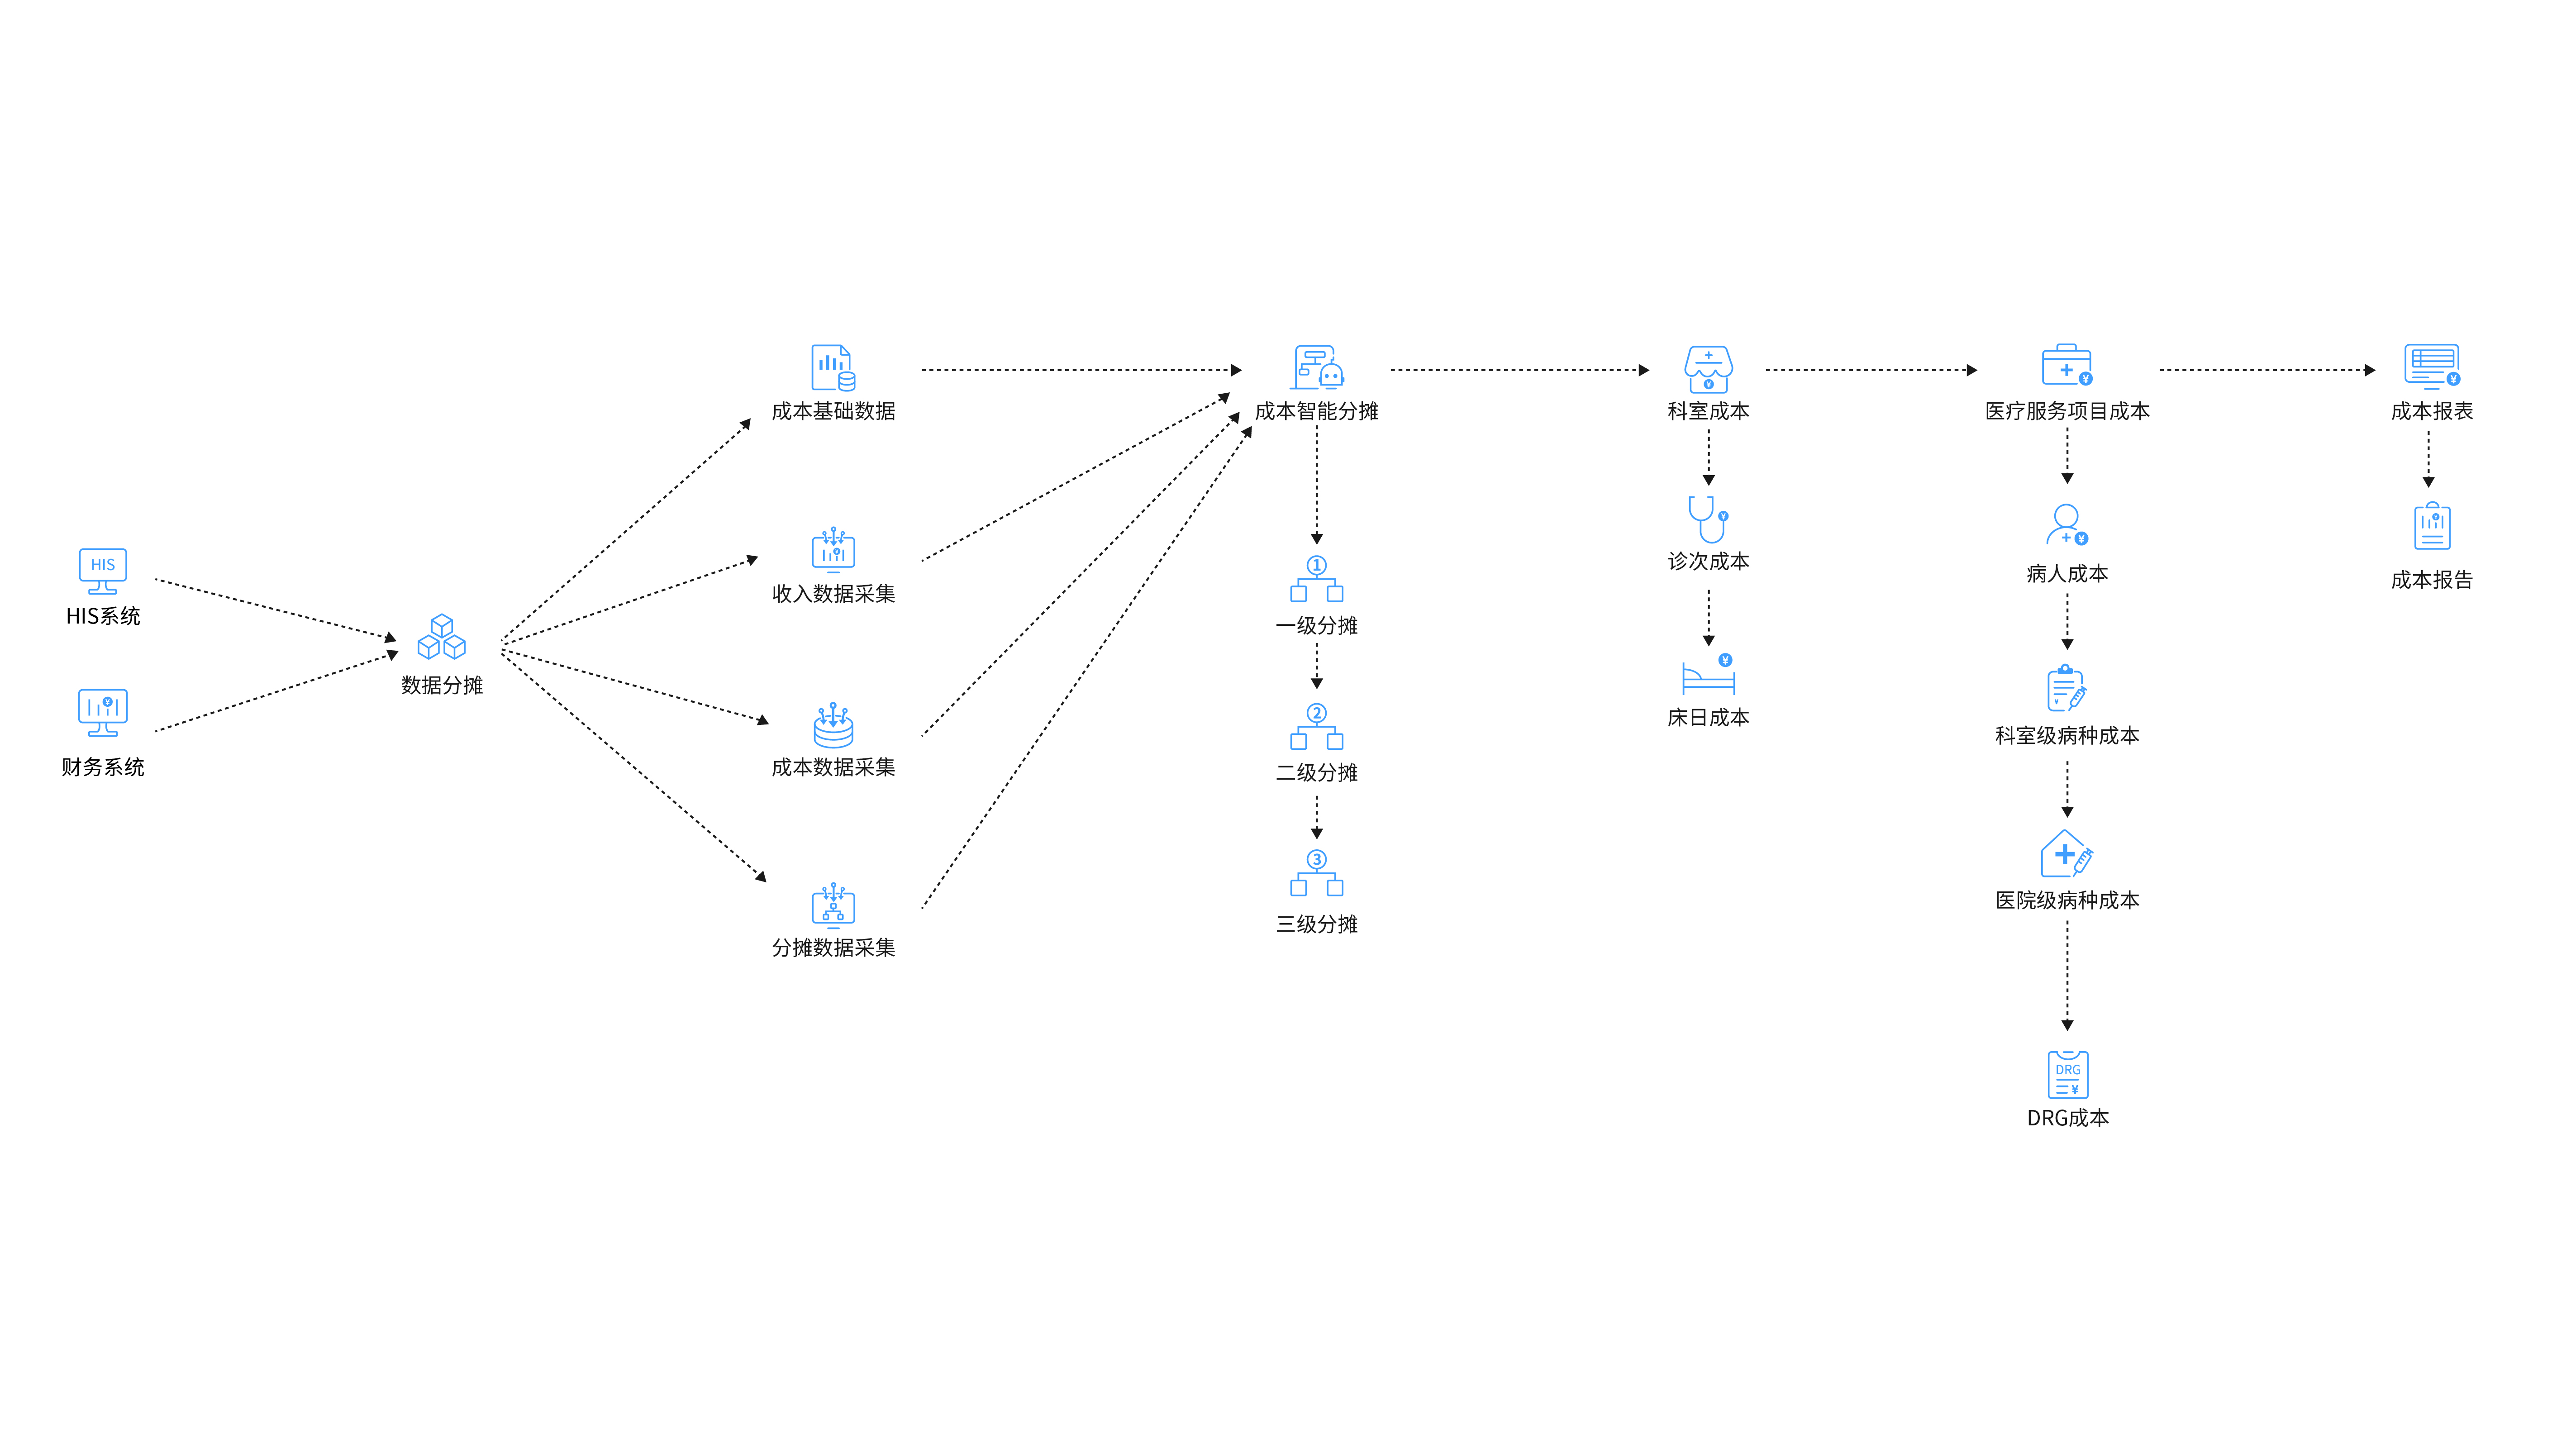 HIS
HIS系统
¥
财务系统
数据分摊
成本基础数据
¥
收入数据采集
成本数据采集
分摊数据采集
成本智能分摊
1
一级分摊
2
二级分摊
3
三级分摊
¥
科室成本
¥
诊次成本
¥
床日成本
¥
医疗服务项目成本
¥
病人成本
¥
科室级病种成本
医院级病种成本
DRG
¥
DRG成本
¥
成本报表
¥
成本报告